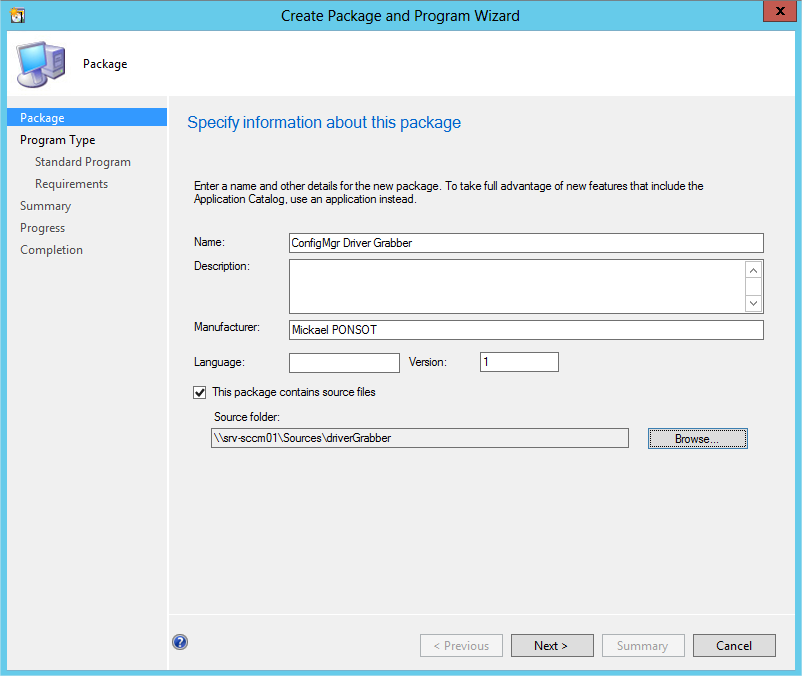 Create Package and Program Wizard
x
Package
Package
Program Type
Standard Program
Requirements
Summary
Progress
Completion
Specify information about this package
Enter a name and other details for the new package. To take full advantage of new features that include the
Application Catalog, use an application instead.
Name: ConfigMgr Driver Grabber
Description:
Manufacturer: Mickael PONSOT
Language: Version: 1
This package contains source files
Source folder:
\\srv-sccm01\Sources\driverGrabber Browse...
? < Previous Next > Summary Cancel